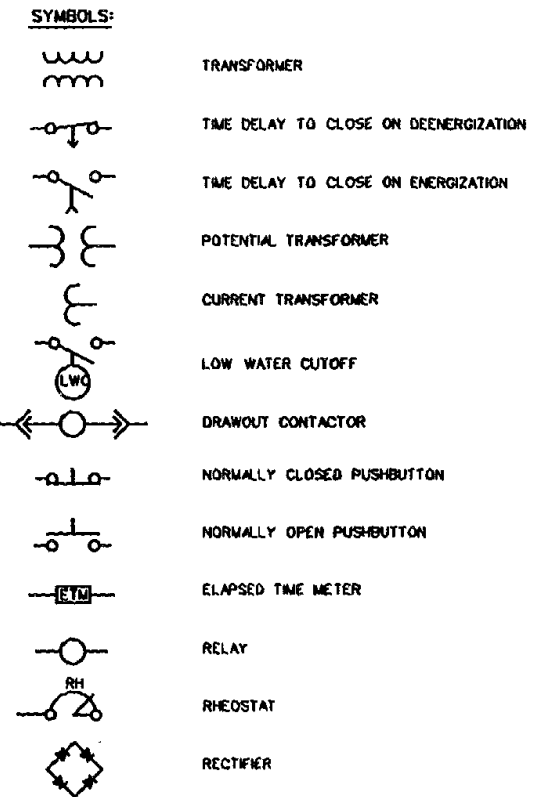 SYMBOLS:
TRANSFORMER
TIME DELAY TO CLOSE ON DEENERGIZATION
TIME DELAY TO CLOSE ON ENERGIZATION
POTENTIAL TRANSFORMER
CURRENT TRANSFORMER
LOW WATER CUTOFF
LWC
DRAWOUT CONTACTOR
NORMALLY CLOSED PUSHBUTTON
NORMALLY OPEN PUSHBUTTON
ETM
ELAPSED TIME METER
RELAY
RH
RHEOSTAT
RECTIFIER